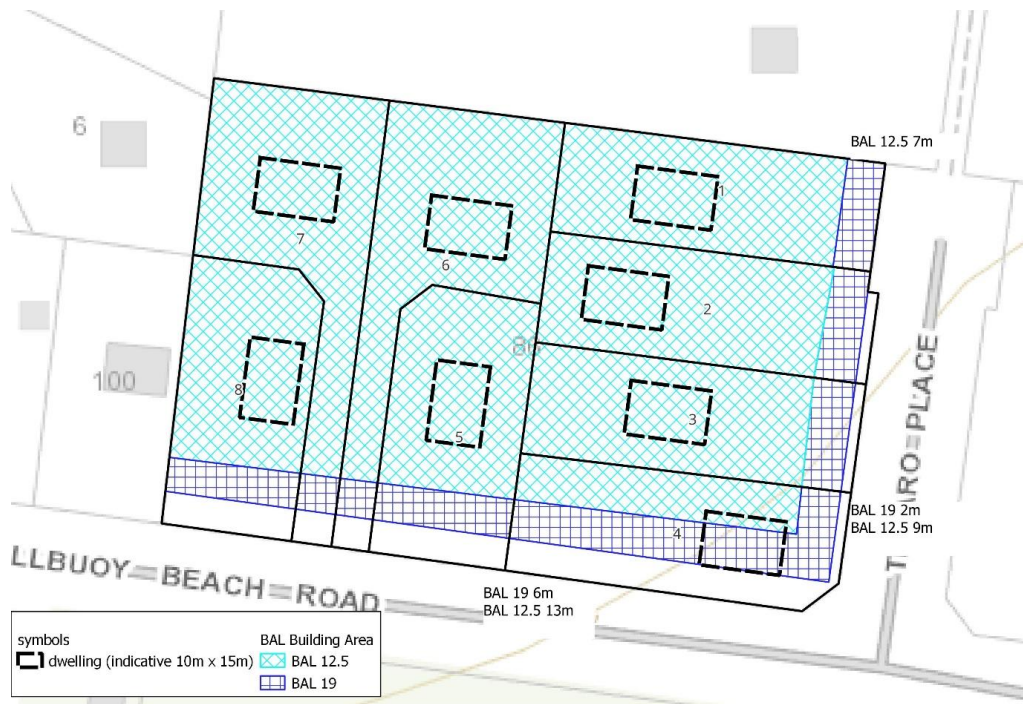 6
BAL 12.5 7m
1
7
6
2
86
100
8
3
5
4
ARO PLACE
T
BAL 19 2m
BAL 12.5 9m
LLBUOY BEACH ROAD
BAL 19 6m
BAL 12.5 13m
symbols
dwelling (indicative 10m x 15m)
BAL Building Area
BAL 12.5
BAL 19